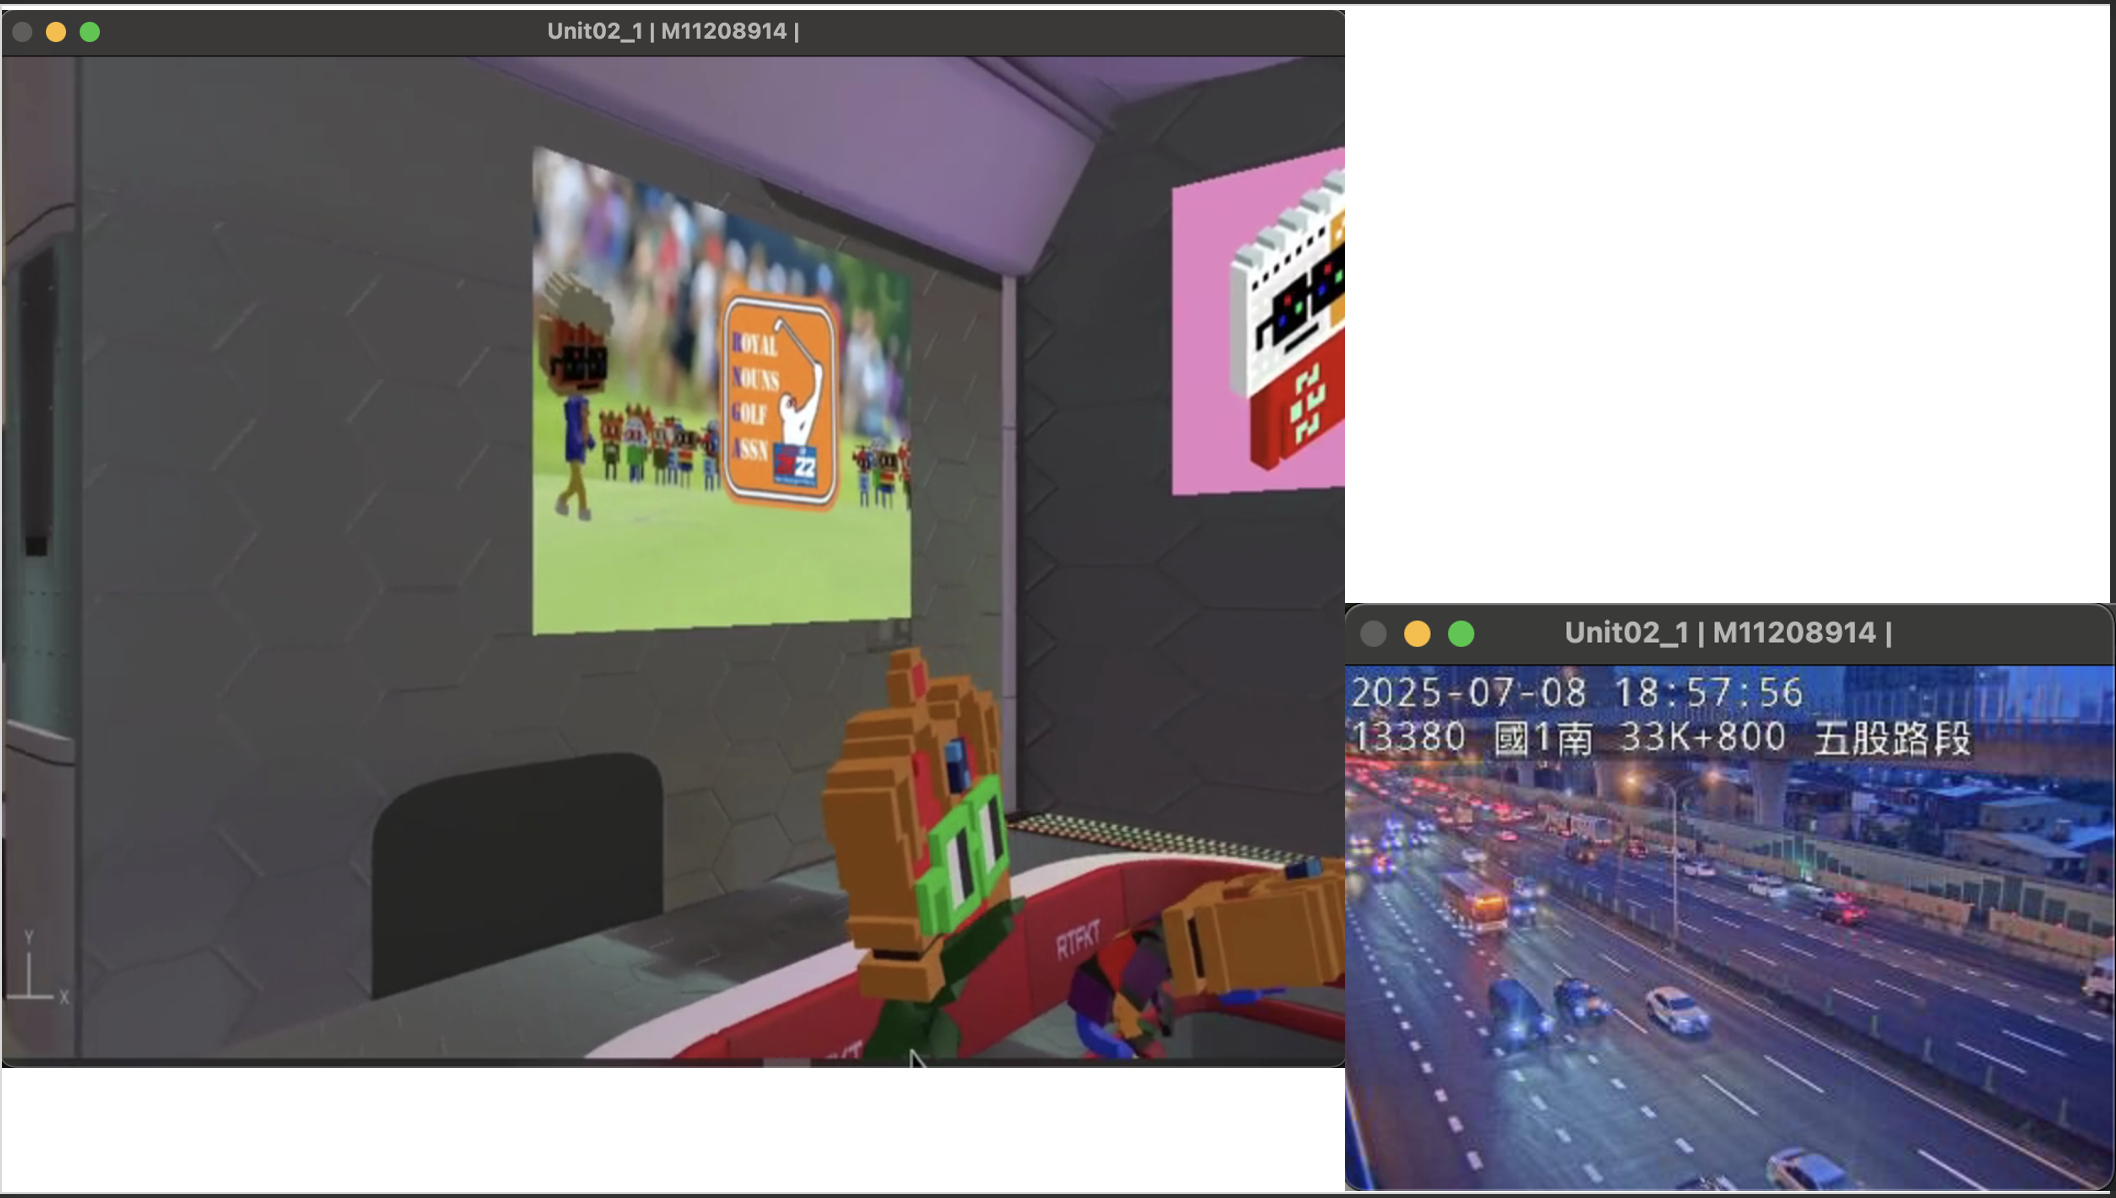 Unit02_1 | M11208914 |
ROYAL
NOUNS
GOLF
ASSN
22
RTFKT
Y
X
Unit02_1 | M11208914 |
2025-07-08 18:57:56
13380 國1南 33K+800 五股路段